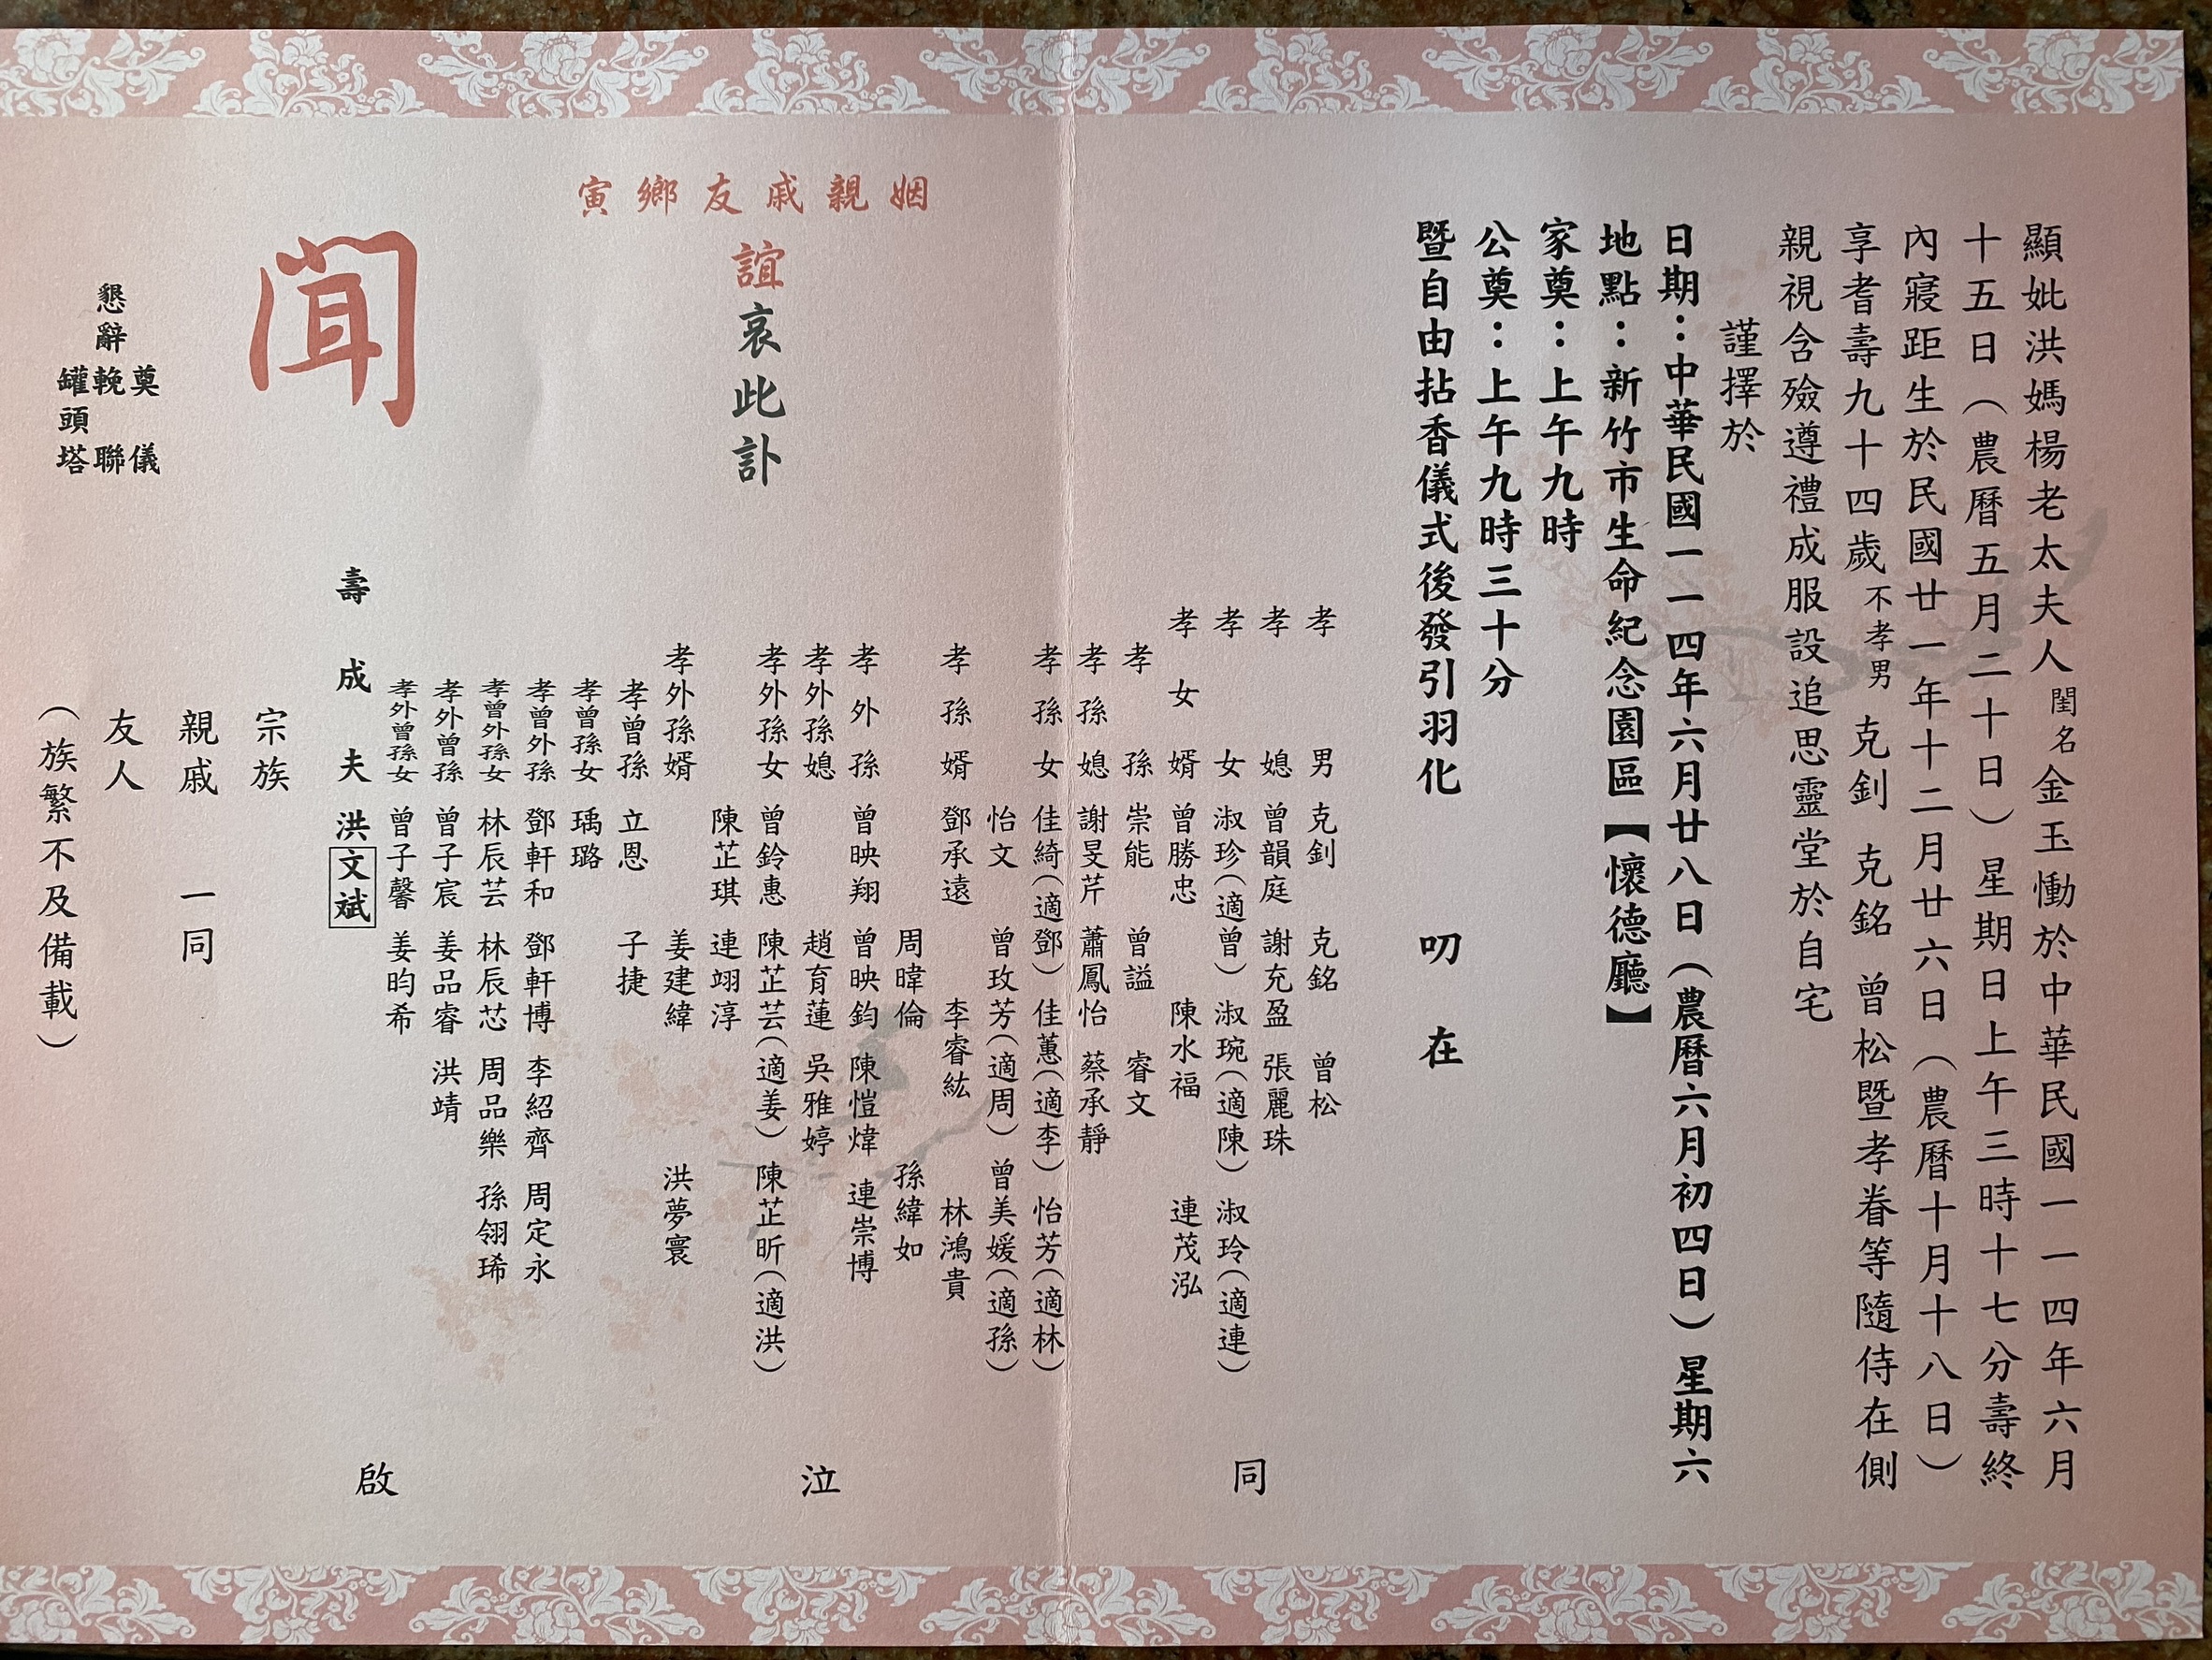 顯妣洪媽楊老太夫人閨名金玉慟於中華民國一一四年六月
十五日（農曆五月二十日）星期日上午三時十七分壽終
內寢距生於民國廿一年十二月廿六日（農曆十月十八日）
享耆壽九十四歲不孝男 克釗 克銘 曾松暨孝眷等隨侍在側
親視含殮遵禮成服設追思靈堂於自宅
謹擇於
日期：中華民國一一四年六月廿八日（農曆六月初四日）星期六
地點：新竹市生命紀念園區【懷德廳】
家奠：上午九時
公奠：上午九時三十分
暨自由拈香儀式後發引羽化 叨 在
姻親戚友鄉寅
誼哀此訃
聞
懇辭 奠儀 輓聯 罐頭塔
孝男 克釗 克銘 曾松
孝媳 曾韻庭 謝充盈 張麗珠
孝女 淑珍（適曾） 淑琬（適陳） 淑玲（適連）
孝女婿 曾勝忠 陳水福 連茂泓
孝孫 崇能 曾謚 睿文
孝孫媳 謝旻芹 蕭鳳怡 蔡承靜
孝孫女 佳綺（適鄧） 佳蕙（適李） 怡芳（適林）
怡文 曾玫芳（適周） 曾美媛（適孫）
孝孫婿 鄧承遠 李睿紘 林鴻貴
周暐倫 孫緯如
孝外孫 曾映翔 曾映鈞 陳愷煒 連崇博
孝外孫媳 趙育蓮 吳雅婷
孝外孫女 曾鈴惠 陳芷芸（適姜） 陳芷昕（適洪）
陳芷琪 連翊淳
孝外孫婿 姜建緯 洪夢寰
孝曾孫 立恩 子捷
孝曾孫女 瑀璐
孝曾外孫 鄧軒和 鄧軒博 李紹齊 周定永
孝曾外孫女 林辰芸 林辰芯 周品樂 孫翎琋
孝外曾孫 曾子宸 姜品睿 洪靖
孝外曾孫女 曾子馨 姜昀希
壽成夫 洪文斌
同 泣 啟
宗族
親戚 一同
友人
（族繁不及備載）